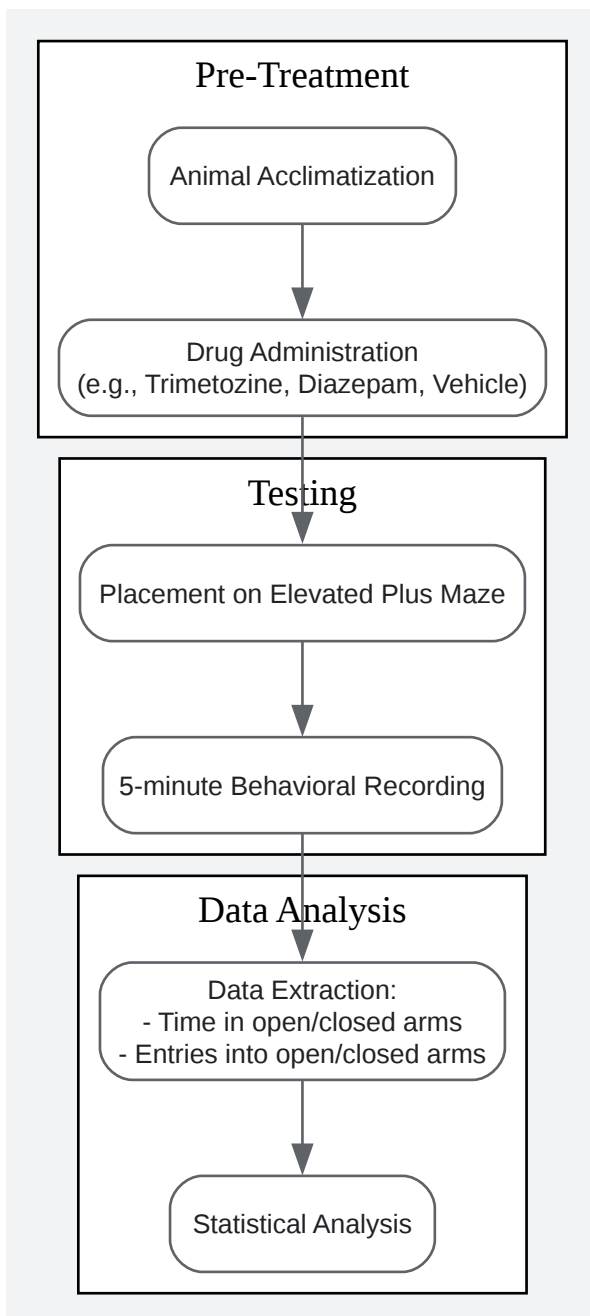 Pre-Treatment
Animal Acclimatization
Drug Administration
(e.g., Trimetozine, Diazepam, Vehicle)
Testing
Placement on Elevated Plus Maze
5-minute Behavioral Recording
Data Analysis
Data Extraction:
- Time in open/closed arms
- Entries into open/closed arms
Statistical Analysis